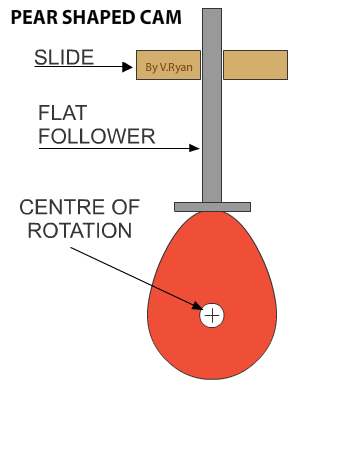 PEAR SHAPED CAM
SLIDE
By V.Ryan
FLAT
FOLLOWER
CENTRE OF
ROTATION